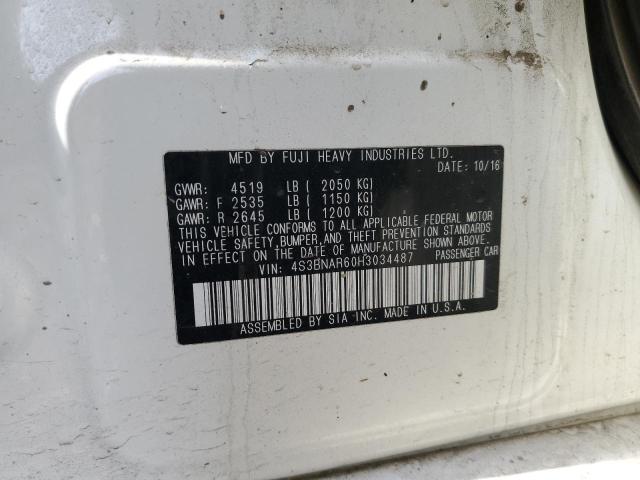 MFD BY FUJI HEAVY INDUSTRIES LTD.
DATE: 10/16
GVWR: 4519 LB ( 2050 KG)
GAWR: F 2535 LB ( 1150 KG)
GAWR: R 2645 LB ( 1200 KG)
THIS VEHICLE CONFORMS TO ALL APPLICABLE FEDERAL MOTOR
VEHICLE SAFETY, BUMPER, AND THEFT PREVENTION STANDARDS
IN EFFECT ON THE DATE OF MANUFACTURE SHOWN ABOVE.
VIN: 4S3BNAR60H3034487 PASSENGER CAR
ASSEMBLED BY SIA INC. MADE IN U.S.A.